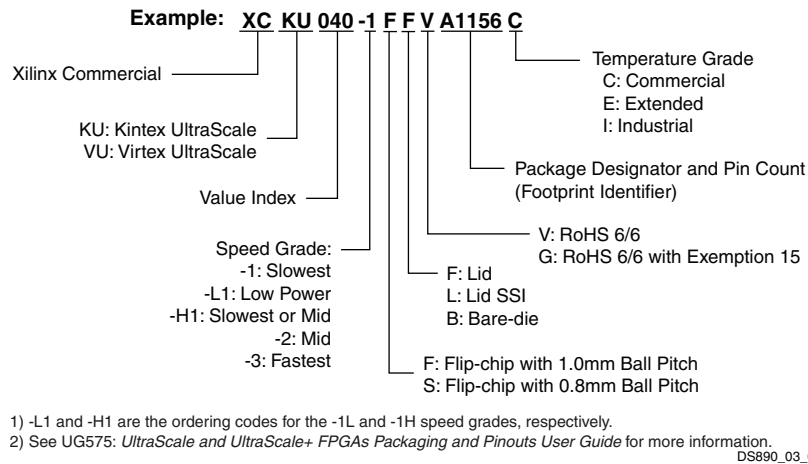 Example: XC KU 040 -1 F F V A1156 C
Xilinx Commercial
KU: Kintex UltraScale
VU: Virtex UltraScale
Value Index
Speed Grade:
-1: Slowest
-L1: Low Power
-H1: Slowest or Mid
-2: Mid
-3: Fastest
Temperature Grade
C: Commercial
E: Extended
I: Industrial
Package Designator and Pin Count
(Footprint Identifier)
V: RoHS 6/6
G: RoHS 6/6 with Exemption 15
F: Lid
L: Lid SSI
B: Bare-die
F: Flip-chip with 1.0mm Ball Pitch
S: Flip-chip with 0.8mm Ball Pitch
1) -L1 and -H1 are the ordering codes for the -1L and -1H speed grades, respectively.
2) See UG575: UltraScale and UltraScale+ FPGAs Packaging and Pinouts User Guide for more information.